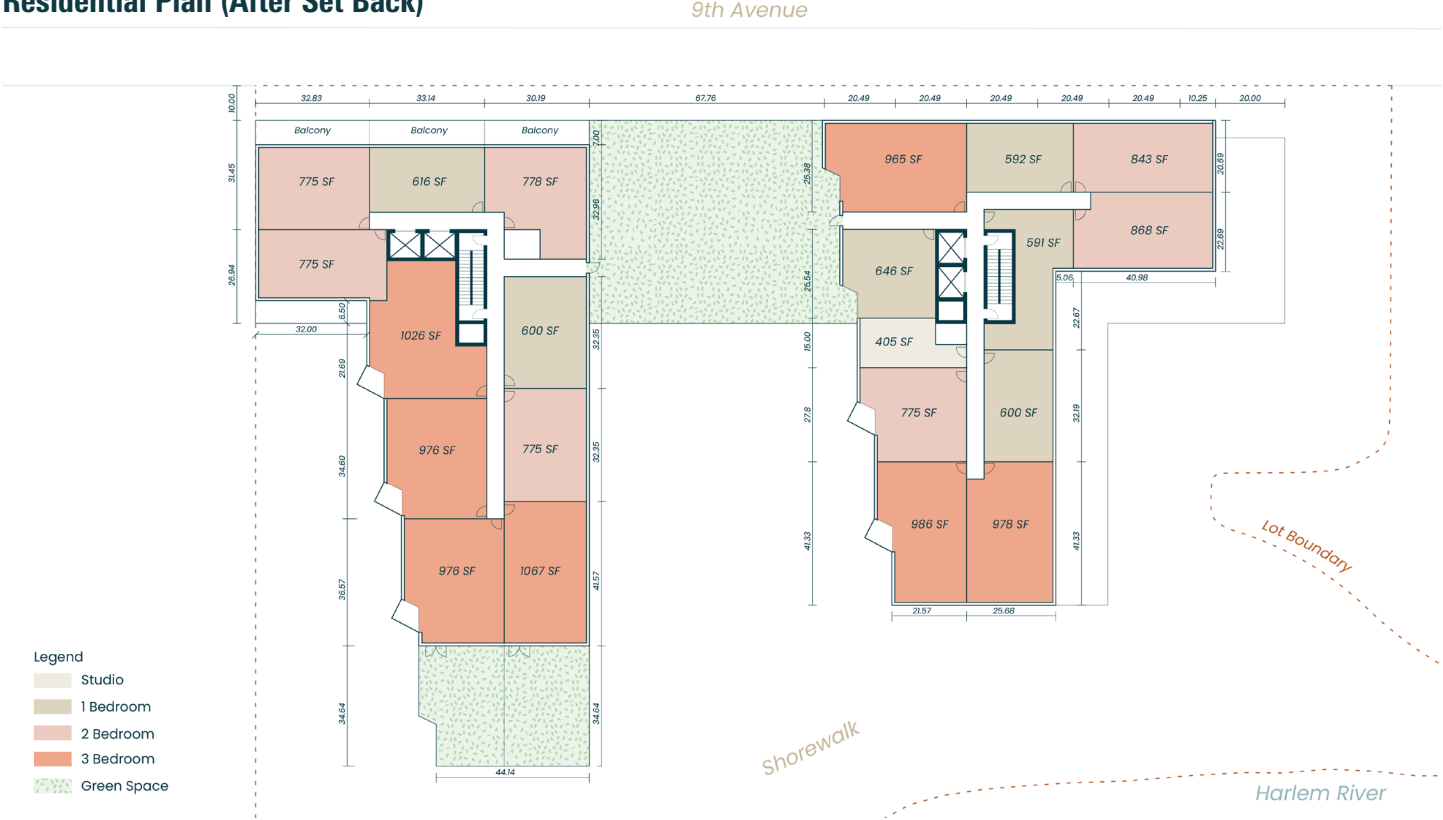 Residential Plan (After Set Back)
9th Avenue
10.00
32.83
33.14
30.19
67.76
20.49
20.49
20.49
20.49
20.49
10.25
20.00
Balcony
Balcony
Balcony
7.00
31.45
775 SF
616 SF
778 SF
32.96
26.38
965 SF
592 SF
843 SF
20.69
868 SF
22.69
591 SF
26.94
775 SF
646 SF
25.54
5.06
40.98
6.50
32.00
1026 SF
600 SF
32.35
405 SF
15.00
22.67
21.69
775 SF
27.8
600 SF
32.19
34.60
976 SF
775 SF
32.35
986 SF
978 SF
41.33
41.33
Lot Boundary
36.57
976 SF
1067 SF
41.57
21.57
25.68
34.64
34.64
44.14
Legend
Studio
1 Bedroom
2 Bedroom
3 Bedroom
Green Space
Shorewalk
Harlem River